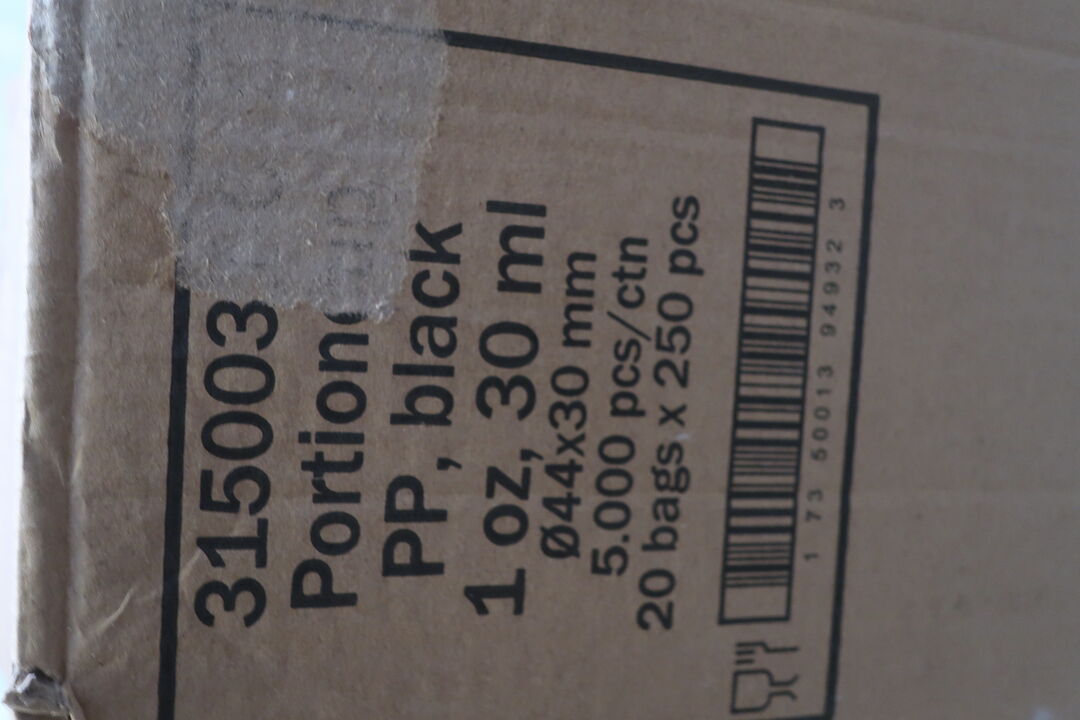 315003
Portion
PP, black
1 oz, 30 ml
Ø44x30 mm
5.000 pcs/ctn
20 bags x 250 pcs
1 73 50013 94932 3